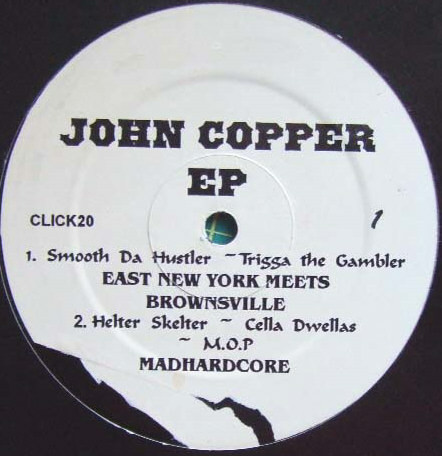 JOHN COPPER
EP
CLICK20
1
1. Smooth Da Hustler ~ Trigga the Gambler
EAST NEW YORK MEETS
BROWNSVILLE
2. Helter Skelter ~ Cella Dwellas
~ M.O.P
MADHARDCORE